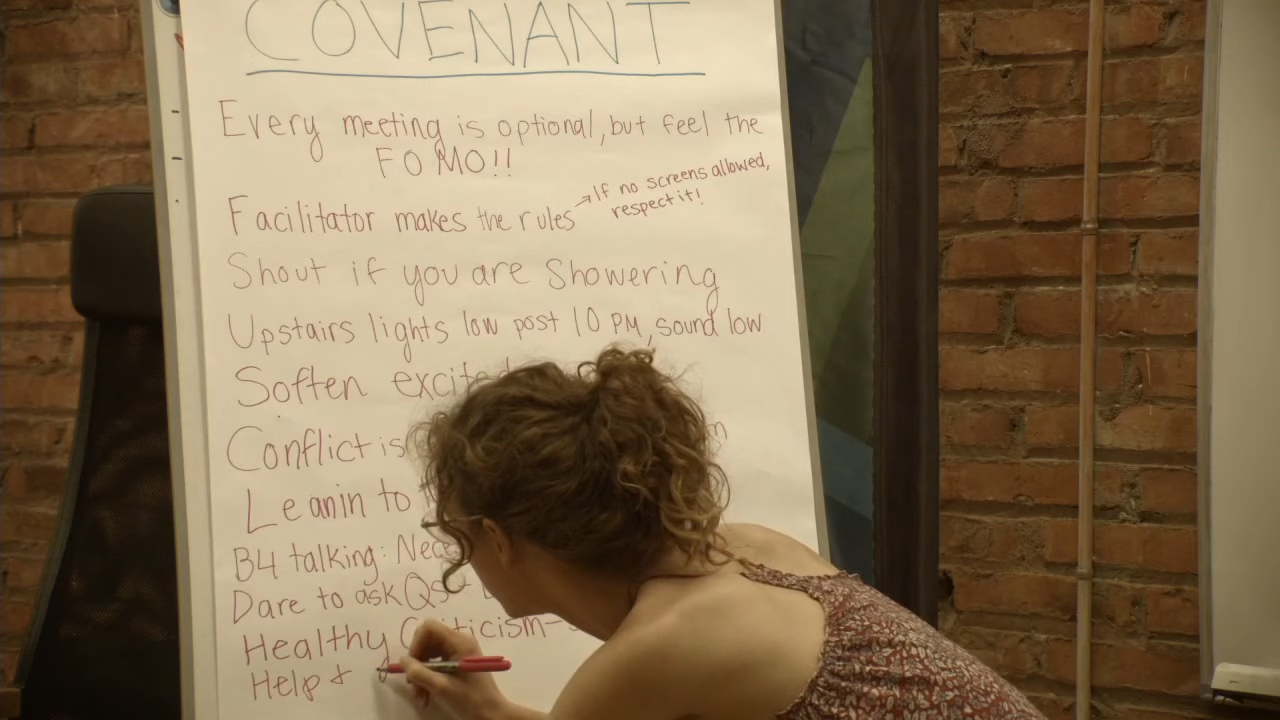 COVENANT
Every meeting is optional, but feel the
FOMO!!
Facilitator makes the rules → If no screens allowed,
respect it!
Shout if you are Showering
Upstairs lights low post 10 PM, sound low
Soften
Conflict is
Lean in to
B4 talking:
Dare to ask Qs
Healthy Criticism-
Help &